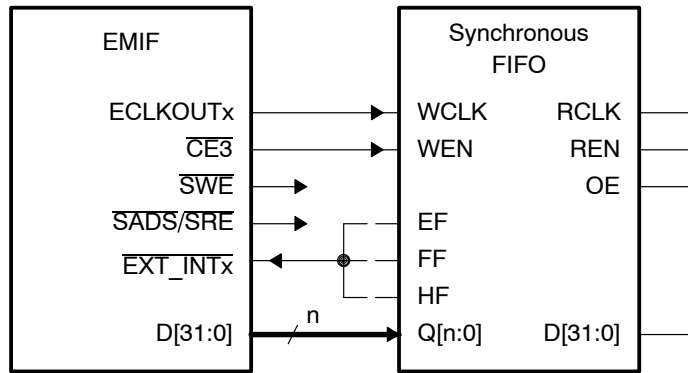 EMIF
Synchronous
FIFO
ECLKOUTx
WCLK
RCLK
CE3
WEN
REN
SWE
OE
SADS/SRE
EF
EXT_INTx
FF
HF
n
D[31:0]
Q[n:0]
D[31:0]